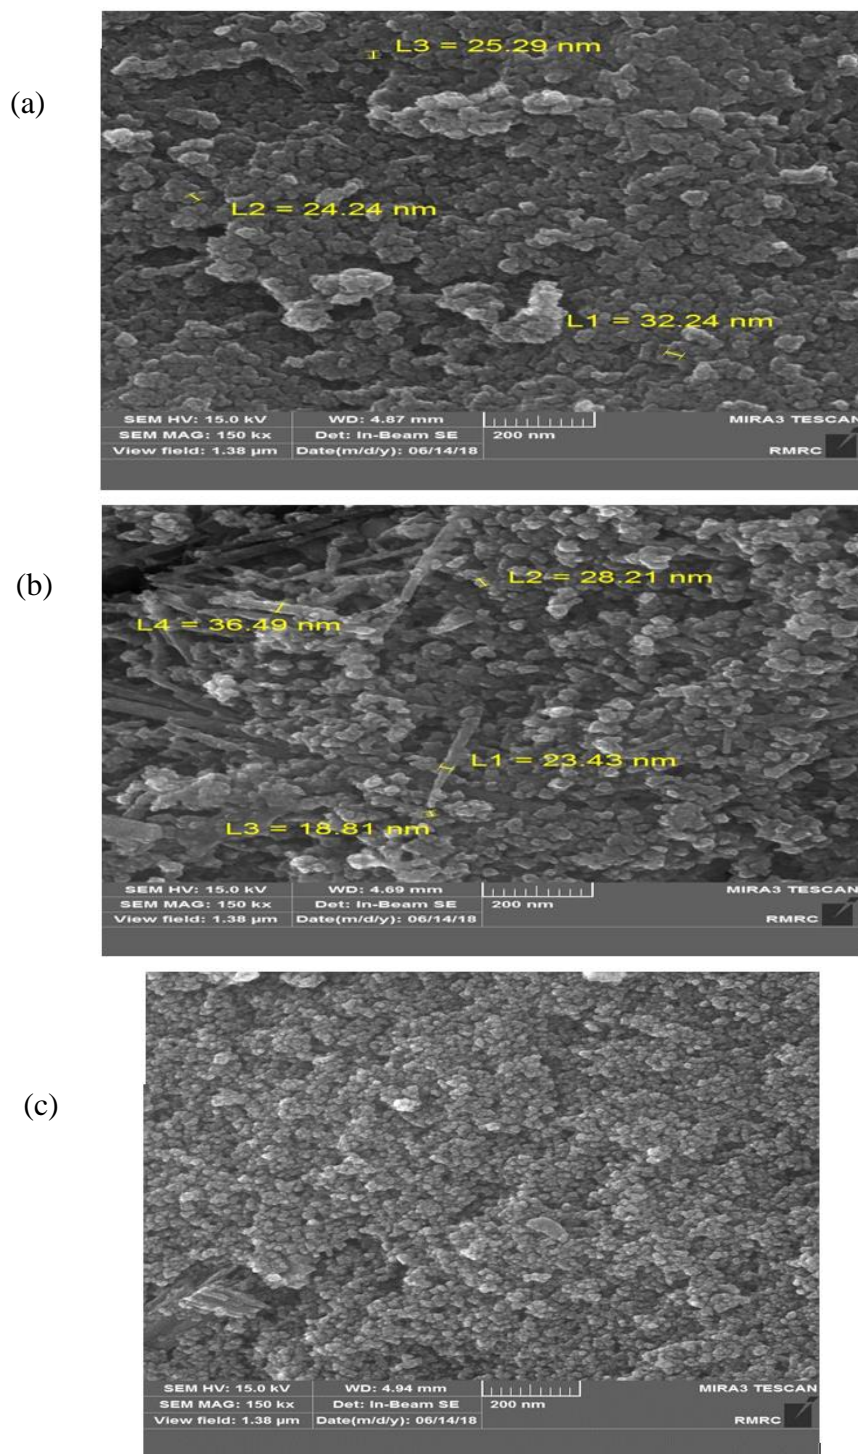 (a)
L3 = 25.29 nm
L2 = 24.24 nm
L1 = 32.24 nm
SEM HV: 15.0 kV WD: 4.87 mm MIRA3 TESCAN
SEM MAG: 150 kx Det: In-Beam SE 200 nm
View field: 1.38 µm Date(m/d/y): 06/14/18 RMRC
(b)
L2 = 28.21 nm
L4 = 36.49 nm
L1 = 23.43 nm
L3 = 18.81 nm
SEM HV: 15.0 kV WD: 4.69 mm MIRA3 TESCAN
SEM MAG: 150 kx Det: In-Beam SE 200 nm
View field: 1.38 µm Date(m/d/y): 06/14/18 RMRC
(c)
SEM HV: 15.0 kV WD: 4.94 mm MIRA3 TESCAN
SEM MAG: 150 kx Det: In-Beam SE 200 nm
View field: 1.38 µm Date(m/d/y): 06/14/18 RMRC